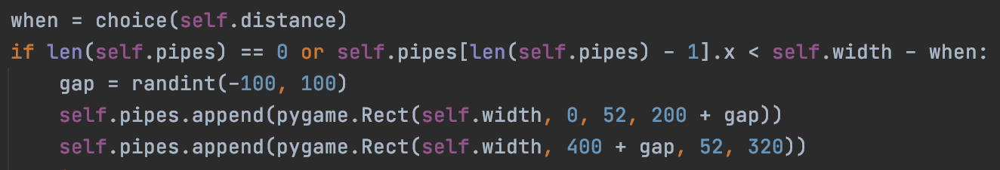 when = choice(self.distance)
if len(self.pipes) == 0 or self.pipes[len(self.pipes) - 1].x < self.width - when:
    gap = randint(-100, 100)
    self.pipes.append(pygame.Rect(self.width, 0, 52, 200 + gap))
    self.pipes.append(pygame.Rect(self.width, 400 + gap, 52, 320))